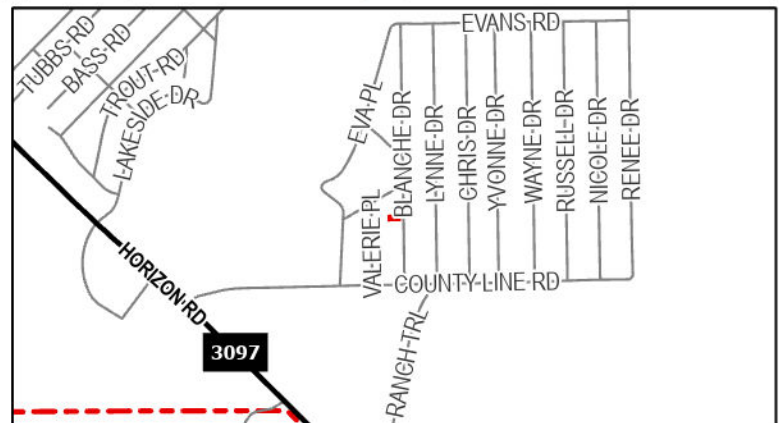 EVANS RD
TUBBS RD
BASS RD
TROUT RD
LAKESIDE DR
EVA PL
BLANCHE DR
LYNNE DR
CHRIS DR
YVONNE DR
WAYNE DR
RUSSELL DR
NICOLE DR
RENEE DR
VALERIE PL
HORIZON RD
COUNTY LINE RD
3097
RANCH TRL